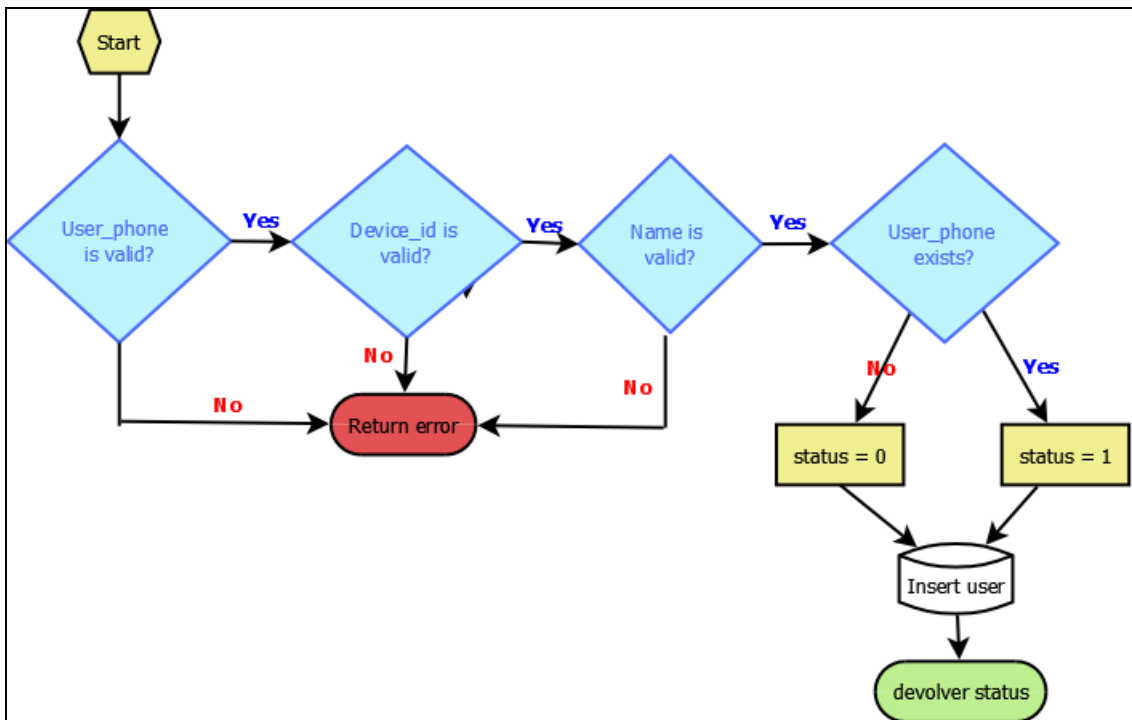 Start
User_phone
is valid?
Yes
Device_id is
valid?
Yes
Name is
valid?
Yes
User_phone
exists?
No
No
No
No
Yes
Return error
status = 0
status = 1
Insert user
devolver status